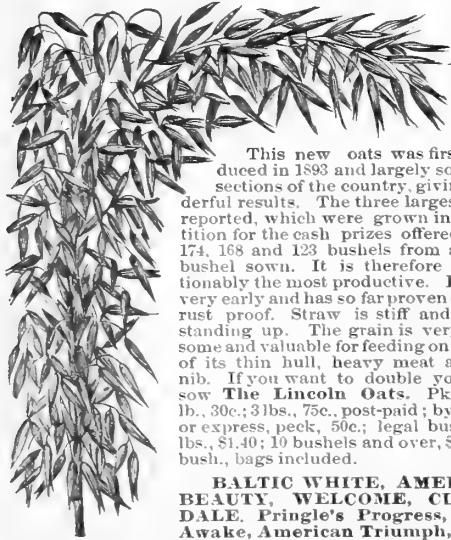 This new oats was firs
duced in 1893 and largely so
sections of the country, givin
derful results. The three larges
reported, which were grown in
tition for the cash prizes offere
174, 168 and 123 bushels from a
bushel sown. It is therefore
tionably the most productive. I
very early and has so far proven
rust proof. Straw is stiff and
standing up. The grain is very
some and valuable for feeding on
of its thin hull, heavy meat a
nib. If you want to double yo
sow The Lincoln Oats. Pk
lb., 30c.; 3 lbs., 75c., post-paid; by
or express, peck, 50c.; legal bus
lbs., $1.40; 10 bushels and over, $
bush., bags included.
BALTIC WHITE, AMER
BEAUTY, WELCOME, CL
DALE. Pringle's Progress,
Awake, American Triumph,